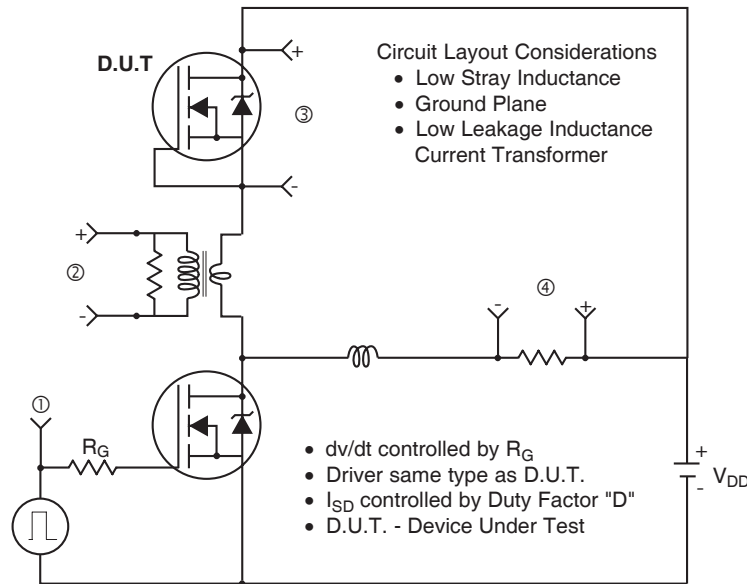 D.U.T
+
③
-
Circuit Layout Considerations
• Low Stray Inductance
• Ground Plane
• Low Leakage Inductance
Current Transformer
+
②
-
④
-
+
①
R_G
• dv/dt controlled by R_G
• Driver same type as D.U.T.
• I_SD controlled by Duty Factor "D"
• D.U.T. - Device Under Test
+
V_DD
-